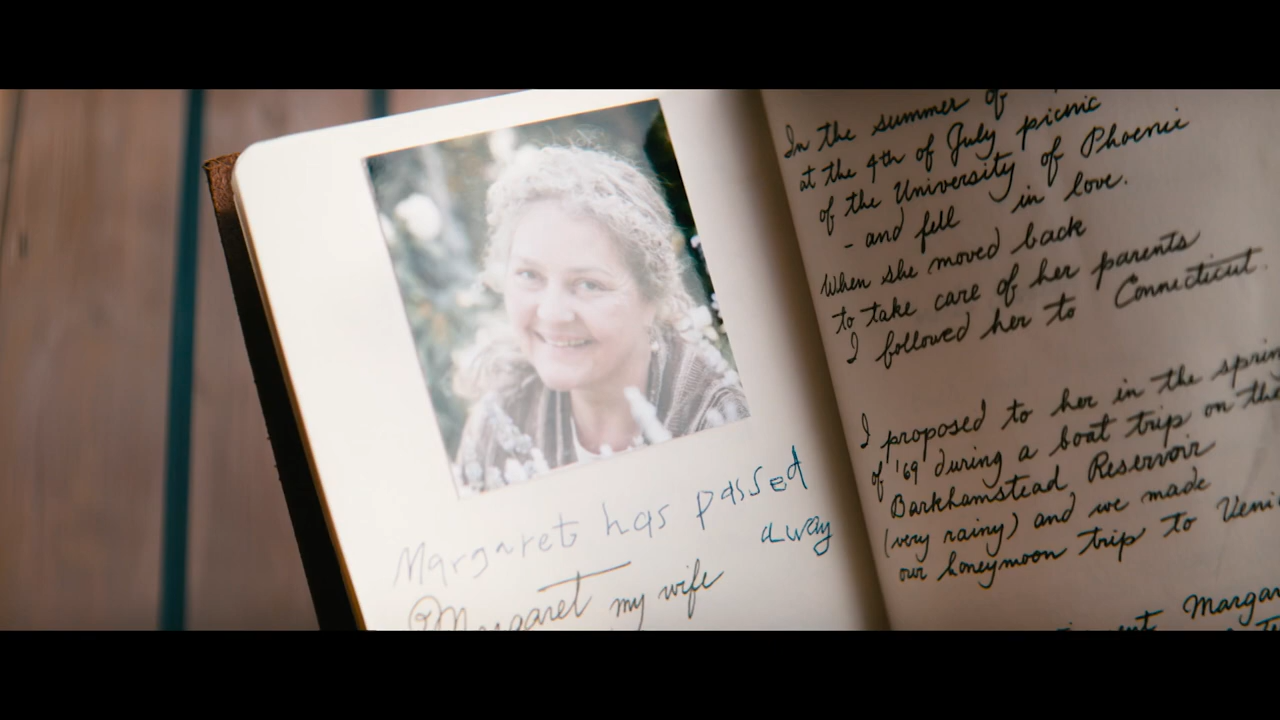 Margaret has passed
away
Margaret my wife
In the summer of
at the 4th of July picnic
of the University of Phoenix
- and fell in love.
When she moved back
to take care of her parents
I followed her to Connecticut.
I proposed to her in the spring
of '69 during a boat trip on the
Barkhamstead Reservoir
(very rainy) and we made
our honeymoon trip to